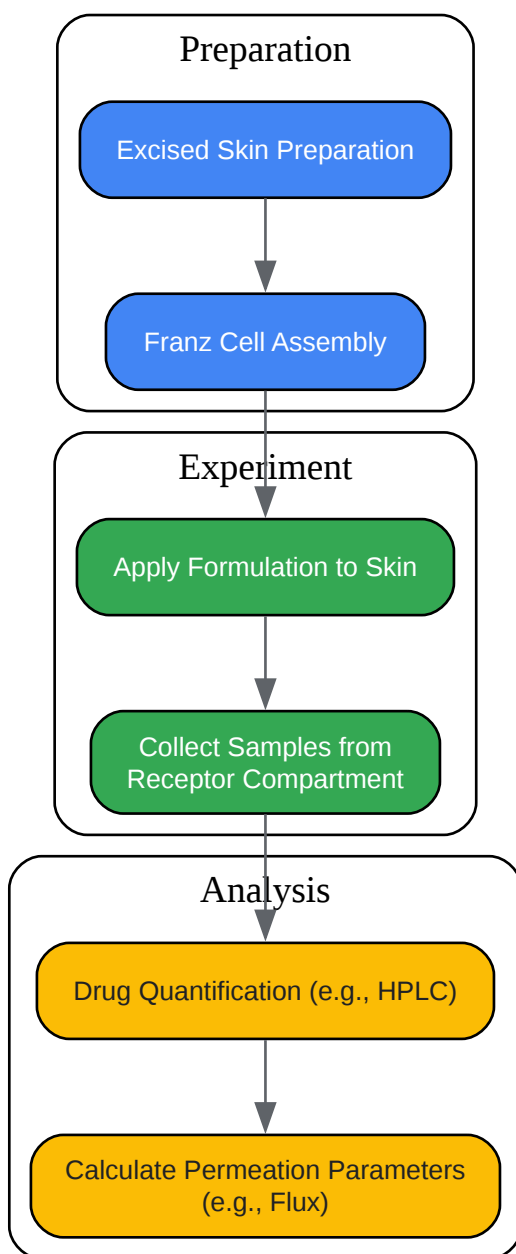 Preparation
Excised Skin Preparation
Franz Cell Assembly
Experiment
Apply Formulation to Skin
Collect Samples from
Receptor Compartment
Analysis
Drug Quantification (e.g., HPLC)
Calculate Permeation Parameters
(e.g., Flux)